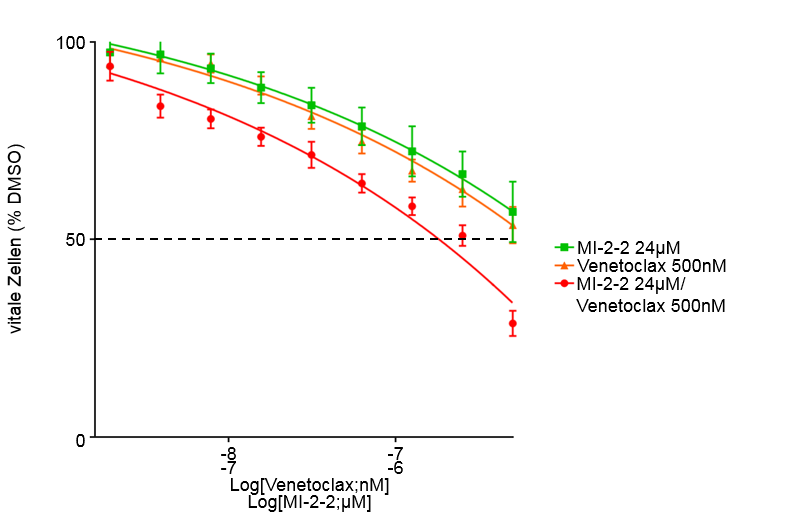 100
50
0
vitale Zellen (% DMSO)
-8
-7
-7
-6
Log[Venetoclax;nM]
Log[MI-2-2;µM]
MI-2-2 24µM
Venetoclax 500nM
MI-2-2 24µM/
Venetoclax 500nM